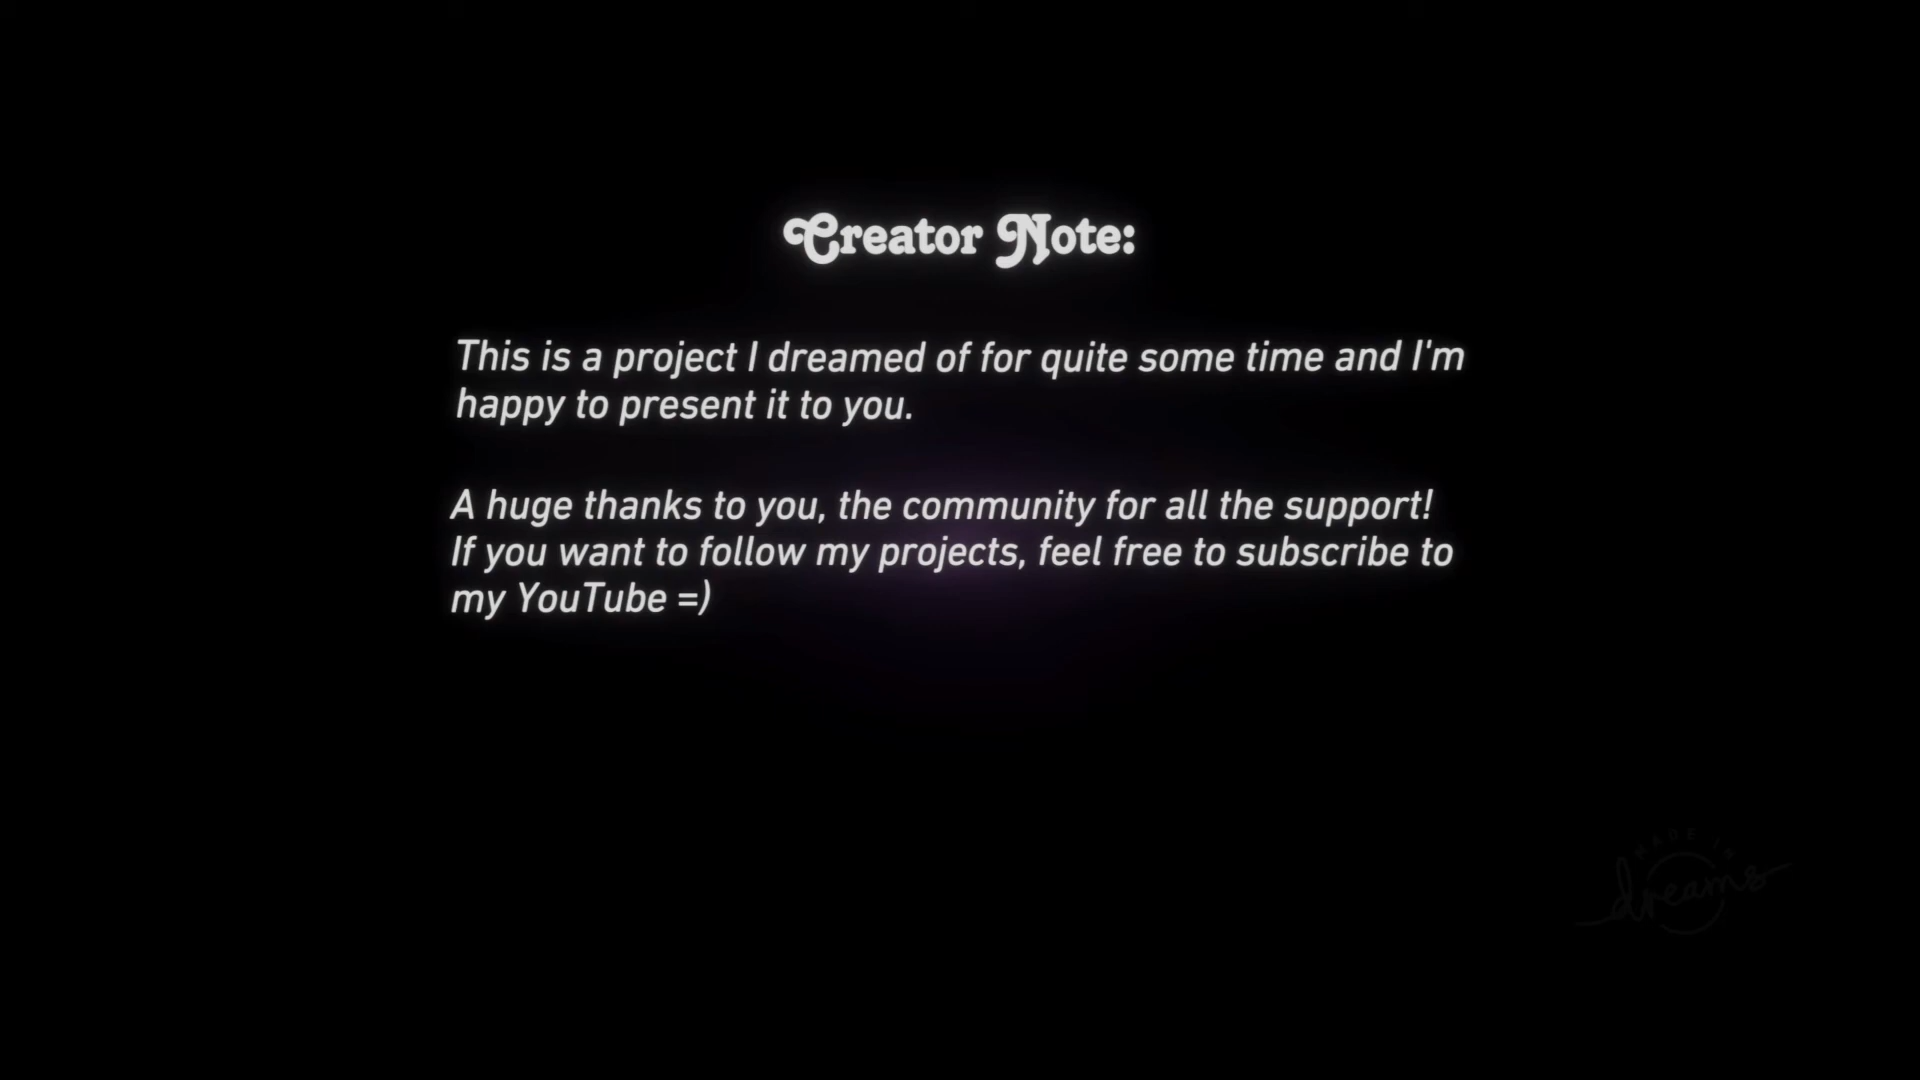 Creator Note:
This is a project I dreamed of for quite some time and I'm
happy to present it to you.
A huge thanks to you, the community for all the support!
If you want to follow my projects, feel free to subscribe to
my YouTube =)
MADE IN
dreams